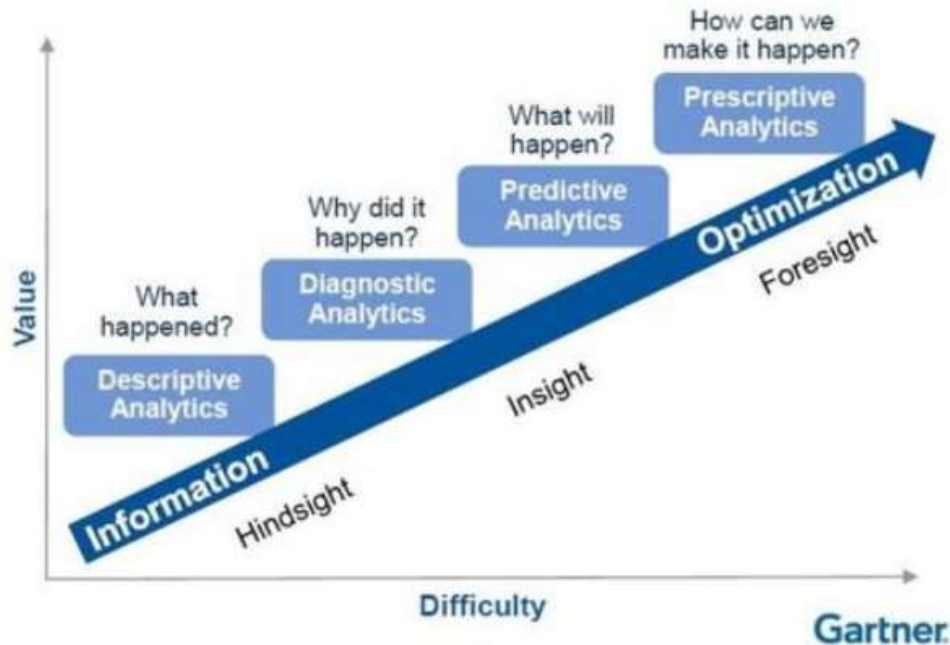 How can we
make it happen?
Prescriptive
Analytics
What will
happen?
Predictive
Analytics
Why did it
happen?
Diagnostic
Analytics
What
happened?
Descriptive
Analytics
Value
Information
Optimization
Hindsight
Insight
Foresight
Difficulty
Gartner